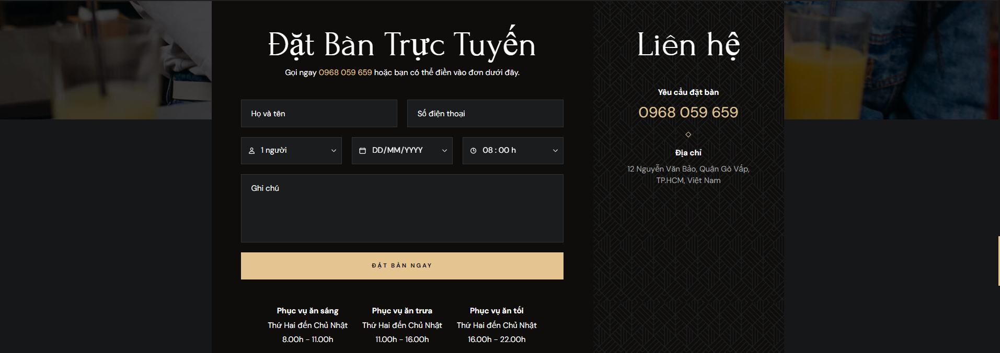 Đặt Bàn Trực Tuyến
Gọi ngay 0968 059 659 hoặc bạn có thể điền vào đơn dưới đây.
Họ và tên
Số điện thoại
1 người
DD/MM/YYYY
08 : 00 h
Ghi chú
ĐẶT BÀN NGAY
Phục vụ ăn sáng
Thứ Hai đến Chủ Nhật
8.00h - 11.00h
Phục vụ ăn trưa
Thứ Hai đến Chủ Nhật
11.00h - 16.00h
Phục vụ ăn tối
Thứ Hai đến Chủ Nhật
16.00h - 22.00h
Liên hệ
Yêu cầu đặt bàn
0968 059 659
Địa chỉ
12 Nguyễn Văn Bảo, Quận Gò Vấp,
TP.HCM, Việt Nam